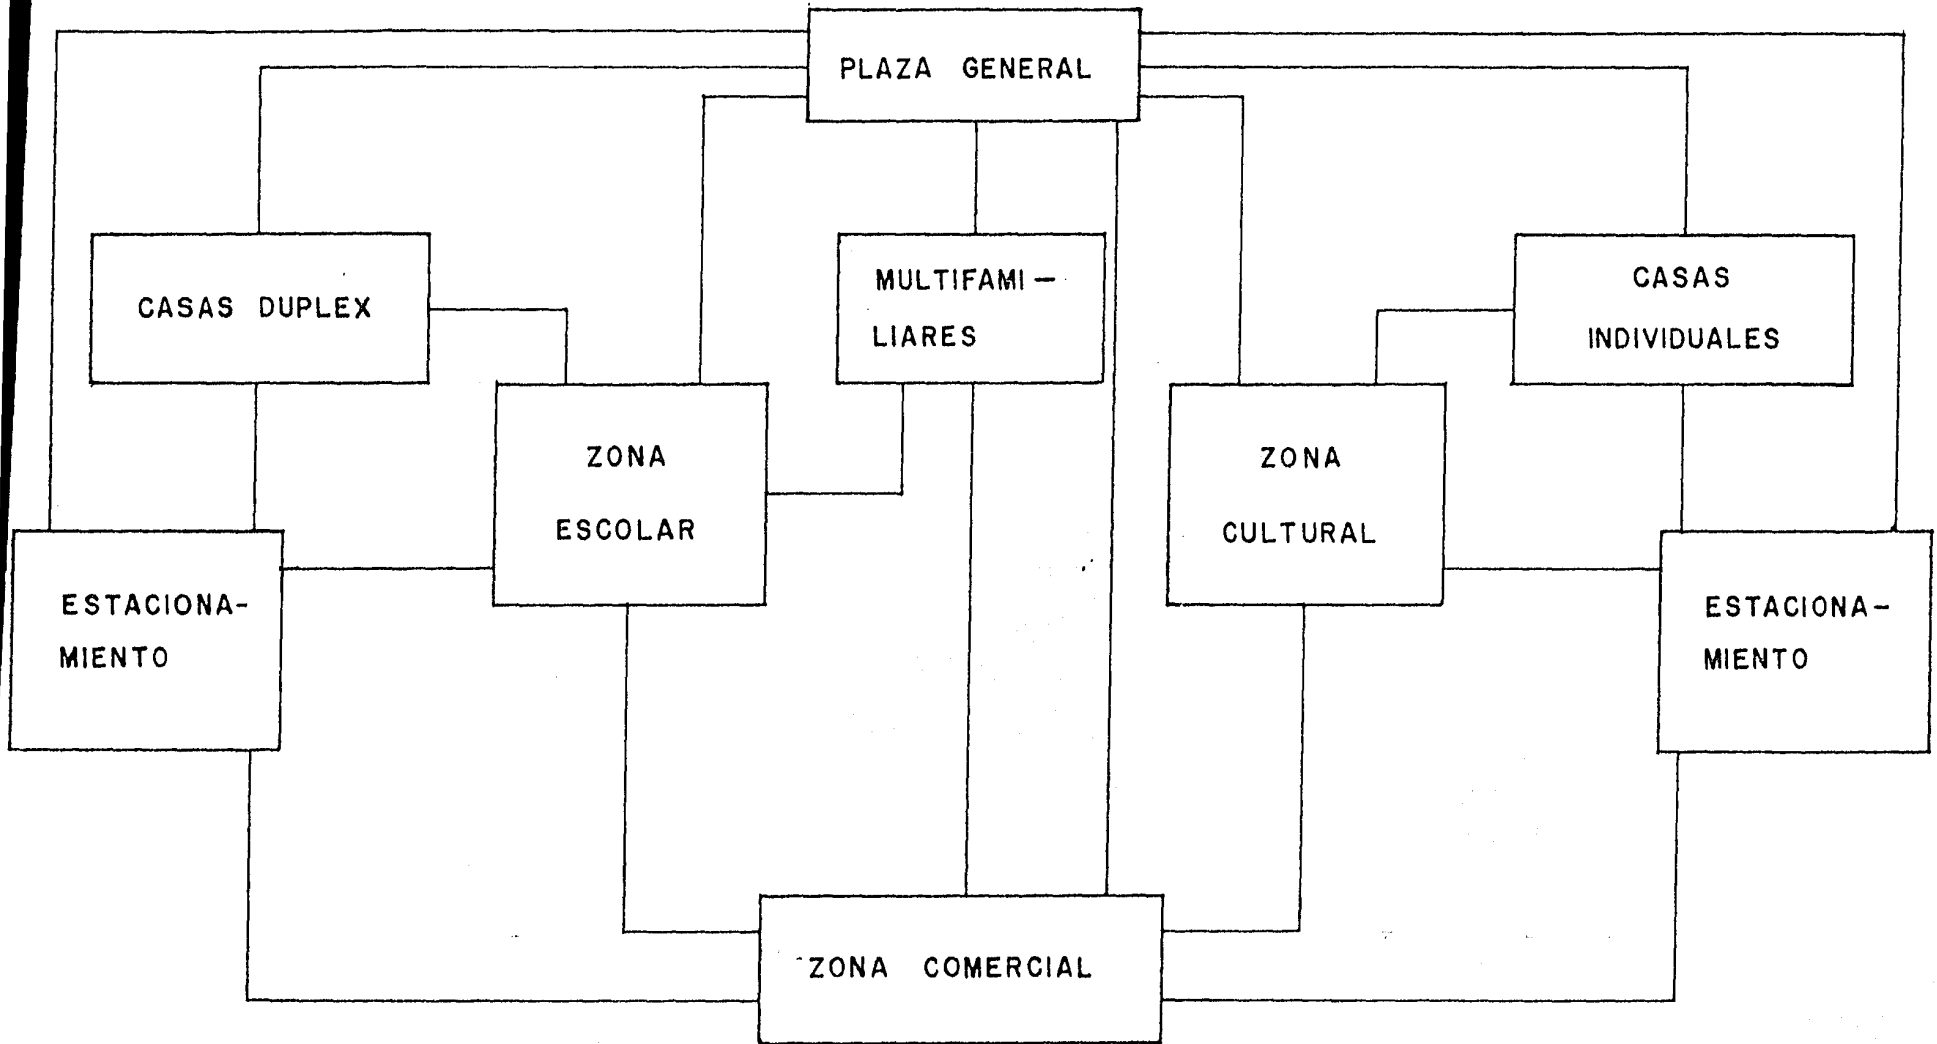 PLAZA GENERAL
CASAS DUPLEX
MULTIFAMI-
LIARES
CASAS
INDIVIDUALES
ZONA
ESCOLAR
ZONA
CULTURAL
ESTACIONA-
MIENTO
ESTACIONA-
MIENTO
ZONA COMERCIAL